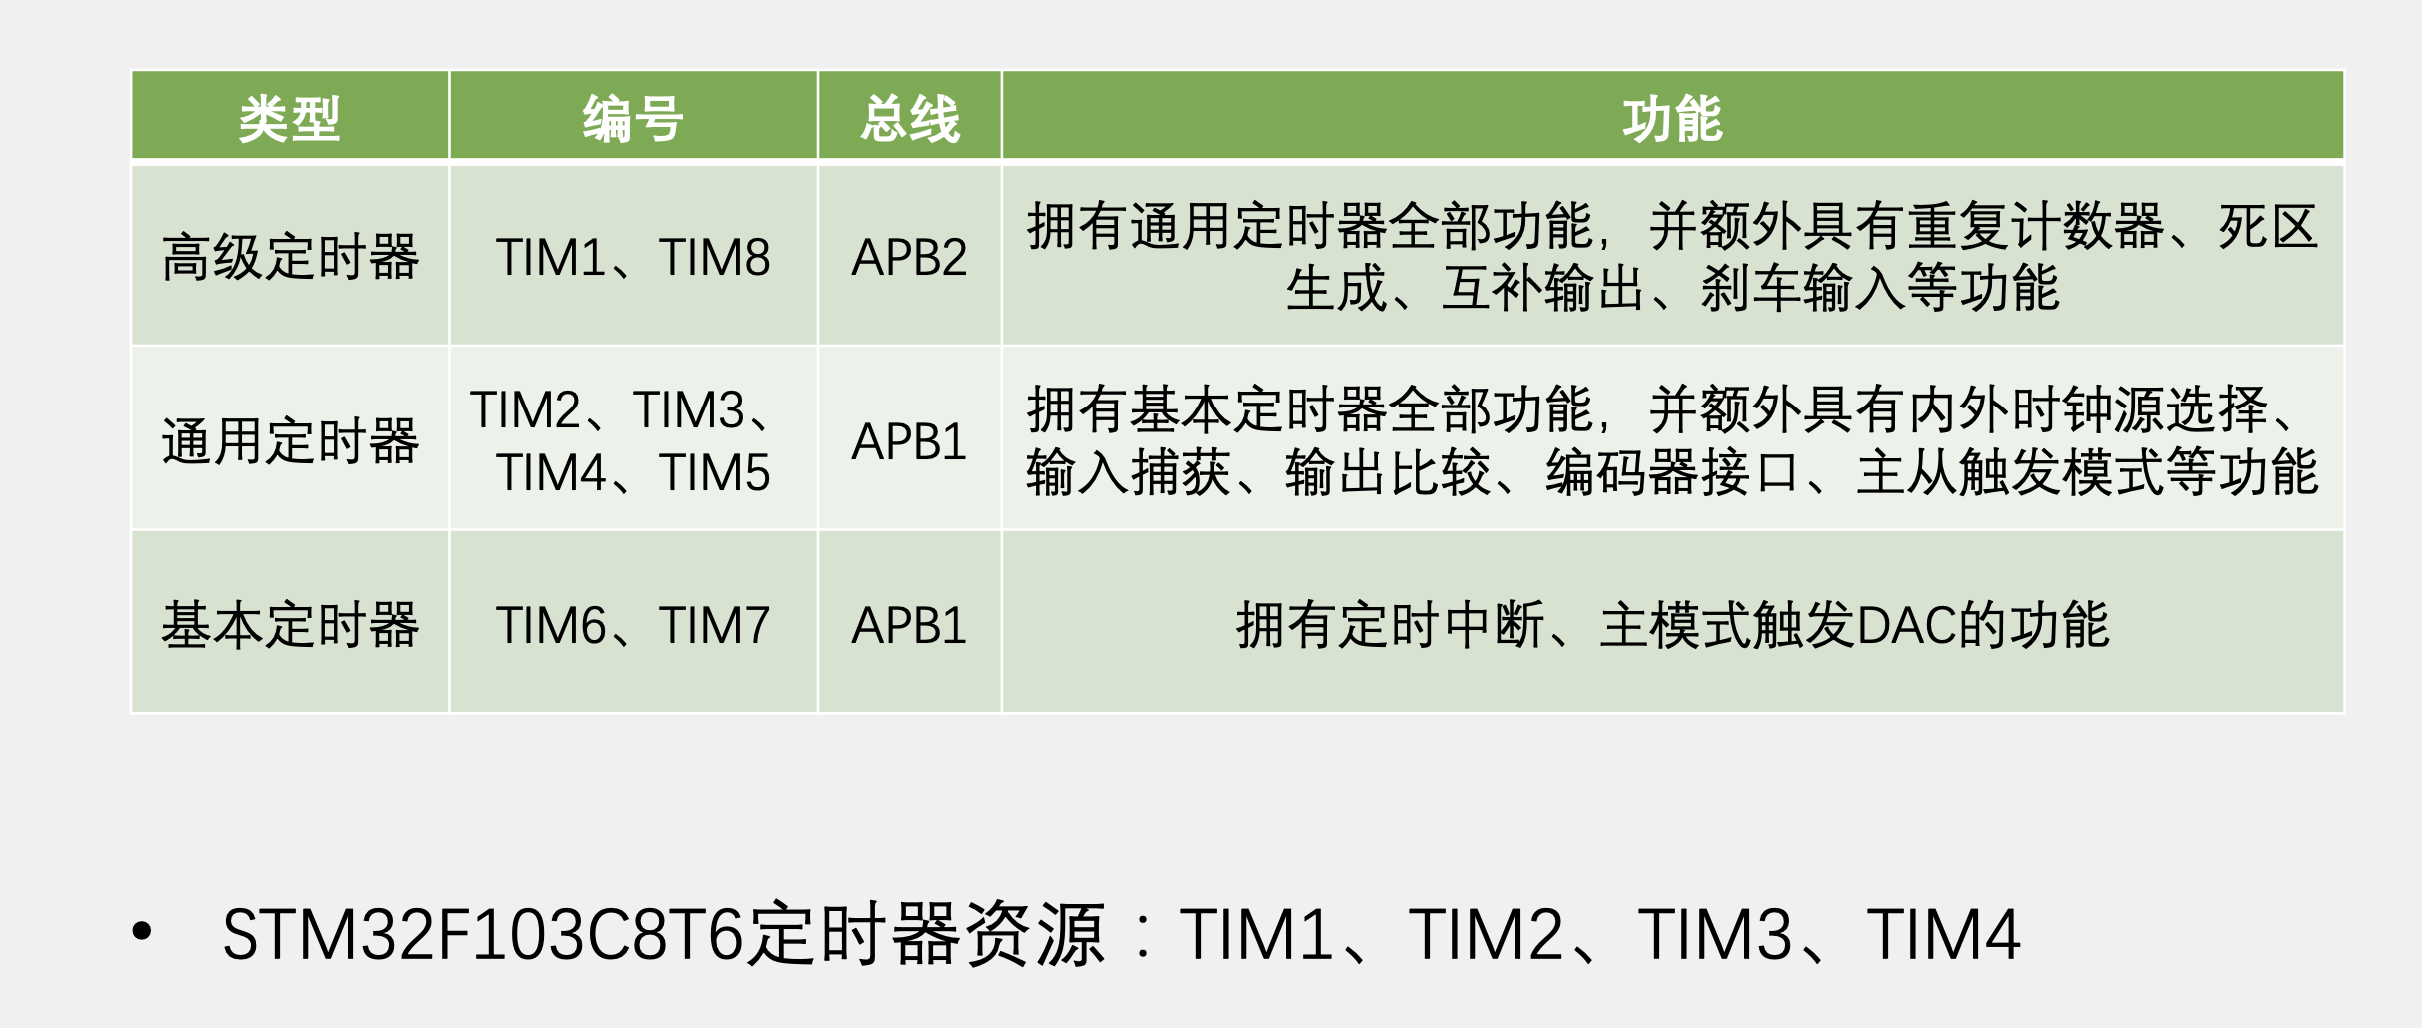 类型 编号 总线 功能
高级定时器 TIM1、TIM8 APB2 拥有通用定时器全部功能，并额外具有重复计数器、死区
生成、互补输出、刹车输入等功能
通用定时器 TIM2、TIM3、
TIM4、TIM5 APB1 拥有基本定时器全部功能，并额外具有内外时钟源选择、
输入捕获、输出比较、编码器接口、主从触发模式等功能
基本定时器 TIM6、TIM7 APB1 拥有定时中断、主模式触发DAC的功能
• STM32F103C8T6定时器资源：TIM1、TIM2、TIM3、TIM4